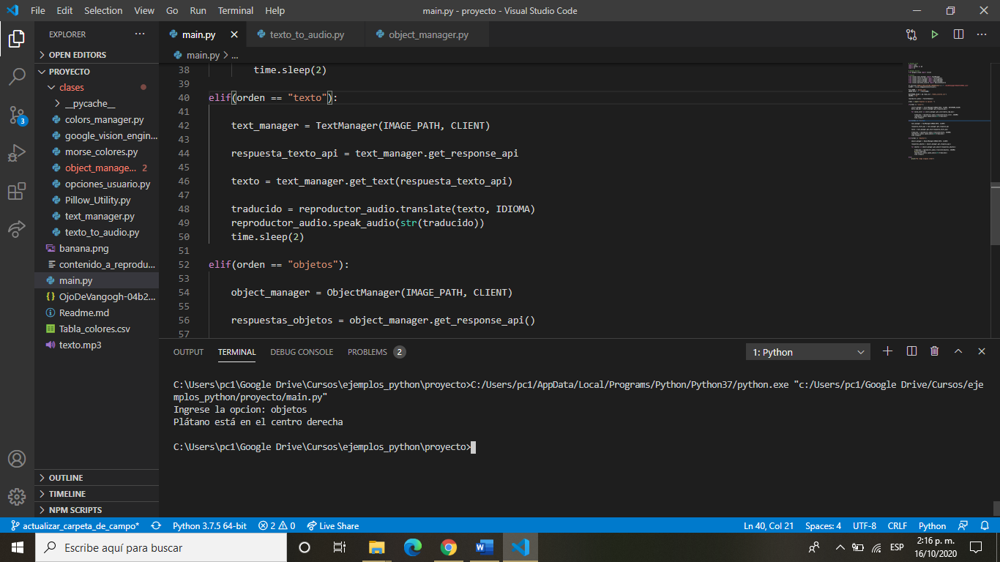 File Edit Selection View Go Run Terminal Help main.py - proyecto - Visual Studio Code
EXPLORER
OPEN EDITORS
PROYECTO
clases
__pycache__
colors_manager.py
google_vision_engin...
morse_colores.py
object_manage... 2
opciones_usuario.py
Pillow_Utility.py
text_manager.py
texto_to_audio.py
banana.png
contenido_a_reprodu...
main.py
OjoDeVangogh-04b2...
Readme.md
Tabla_colores.csv
texto.mp3
OUTLINE
TIMELINE
NPM SCRIPTS
3
main.py texto_to_audio.py object_manager.py
main.py > ...
38 time.sleep(2)
39
40 elif(orden == "texto"):
41
42 text_manager = TextManager(IMAGE_PATH, CLIENT)
43
44 respuesta_texto_api = text_manager.get_response_api
45
46 texto = text_manager.get_text(respuesta_texto_api)
47
48 traducido = reproductor_audio.translate(texto, IDIOMA)
49 reproductor_audio.speak_audio(str(traducido))
50 time.sleep(2)
51
52 elif(orden == "objetos"):
53
54 object_manager = ObjectManager(IMAGE_PATH, CLIENT)
55
56 respuestas_objetos = object_manager.get_response_api()
57
OUTPUT TERMINAL DEBUG CONSOLE PROBLEMS 2 1: Python
C:\Users\pc1\Google Drive\Cursos\ejemplos_python\proyecto>C:/Users/pc1/AppData/Local/Programs/Python/Python37/python.exe "c:/Users/pc1/Google Drive/Cursos/eje
mplos_python/proyecto/main.py"
Ingrese la opcion: objetos
Plátano está en el centro derecha
C:\Users\pc1\Google Drive\Cursos\ejemplos_python\proyecto>
actualizar_carpeta_de_campo* Python 3.7.5 64-bit 2 0 Live Share Ln 40, Col 21 Spaces: 4 UTF-8 CRLF Python
Escribe aquí para buscar
ESP
2:16 p. m.
16/10/2020